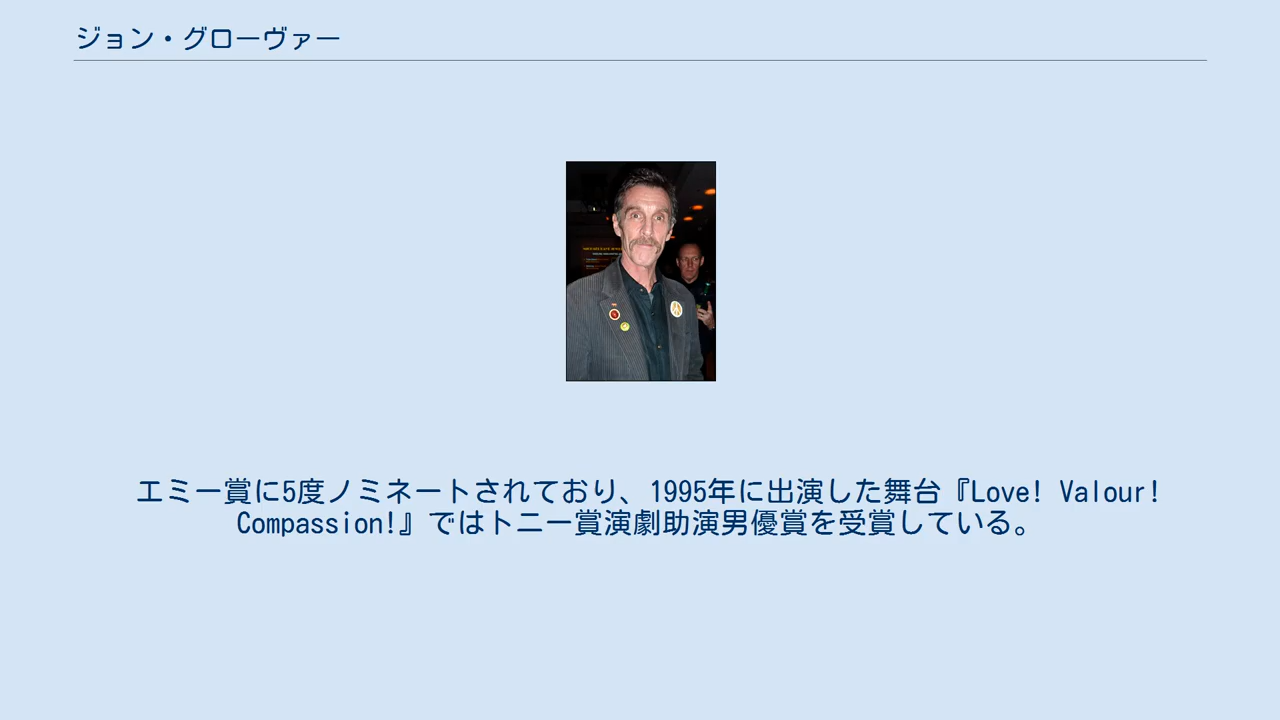 ジョン・グローヴァー
エミー賞に5度ノミネートされており、1995年に出演した舞台『Love! Valour!
Compassion!』ではトニー賞演劇助演男優賞を受賞している。